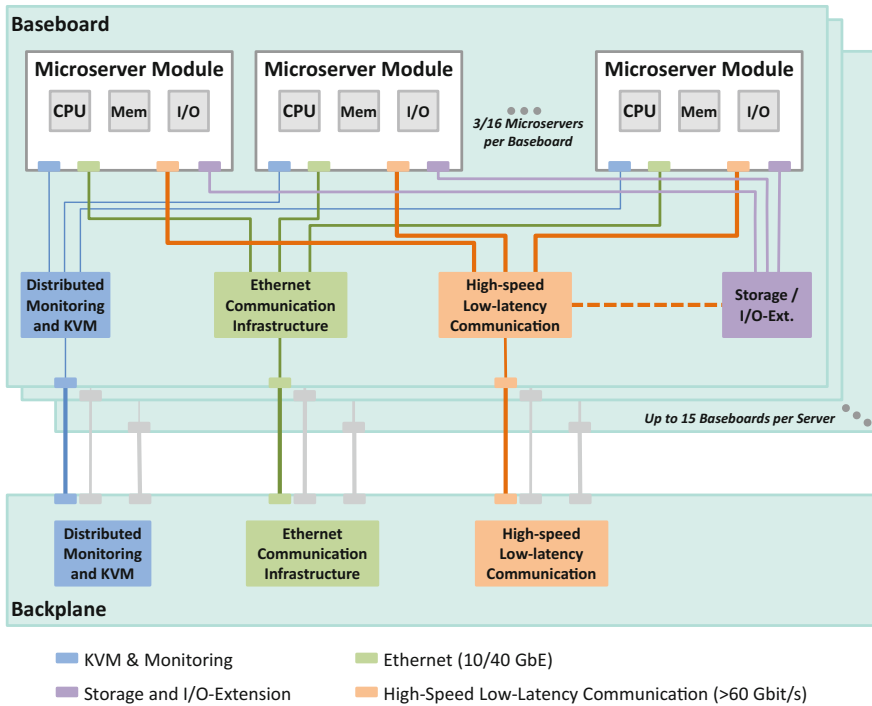 Baseboard
Microserver Module
CPU
Mem
I/O
Microserver Module
CPU
Mem
I/O
3/16 Microservers
per Baseboard
Microserver Module
CPU
Mem
I/O
Distributed
Monitoring
and KVM
Ethernet
Communication
Infrastructure
High-speed
Low-latency
Communication
Storage /
I/O-Ext.
Up to 15 Baseboards per Server
Distributed
Monitoring
and KVM
Ethernet
Communication
Infrastructure
High-speed
Low-latency
Communication
Backplane
KVM & Monitoring
Ethernet (10/40 GbE)
Storage and I/O-Extension
High-Speed Low-Latency Communication (>60 Gbit/s)